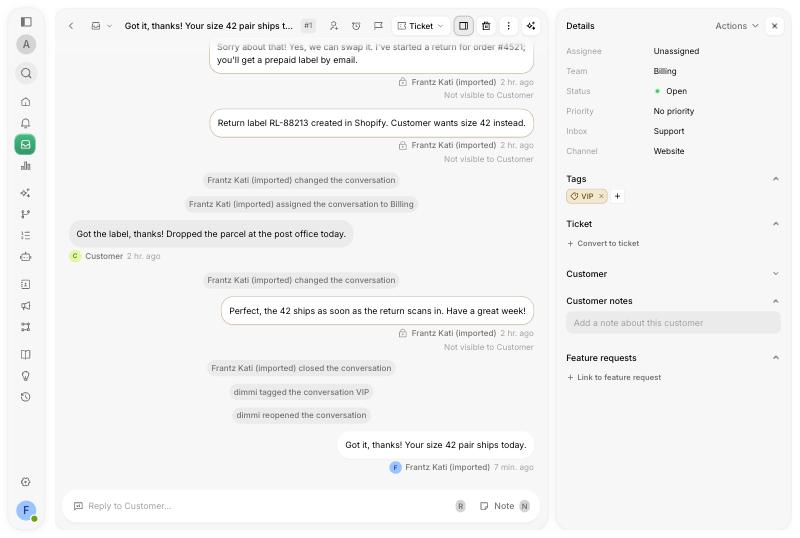 A
Got it, thanks! Your size 42 pair ships t...
#1
Ticket
Sorry about that! Yes, we can swap it. I've started a return for order #4521;
you'll get a prepaid label by email.
Frantz Kati (imported) 2 hr. ago
Not visible to Customer
Return label RL-88213 created in Shopify. Customer wants size 42 instead.
Frantz Kati (imported) 2 hr. ago
Not visible to Customer
Frantz Kati (imported) changed the conversation
Frantz Kati (imported) assigned the conversation to Billing
Got the label, thanks! Dropped the parcel at the post office today.
C Customer 2 hr. ago
Frantz Kati (imported) changed the conversation
Perfect, the 42 ships as soon as the return scans in. Have a great week!
Frantz Kati (imported) 2 hr. ago
Not visible to Customer
Frantz Kati (imported) closed the conversation
dimmi tagged the conversation VIP
dimmi reopened the conversation
Got it, thanks! Your size 42 pair ships today.
F Frantz Kati (imported) 7 min. ago
Reply to Customer... R Note N
F
Details Actions
Assignee Unassigned
Team Billing
Status Open
Priority No priority
Inbox Support
Channel Website
Tags
VIP × +
Ticket
+ Convert to ticket
Customer
Customer notes
Add a note about this customer
Feature requests
+ Link to feature request